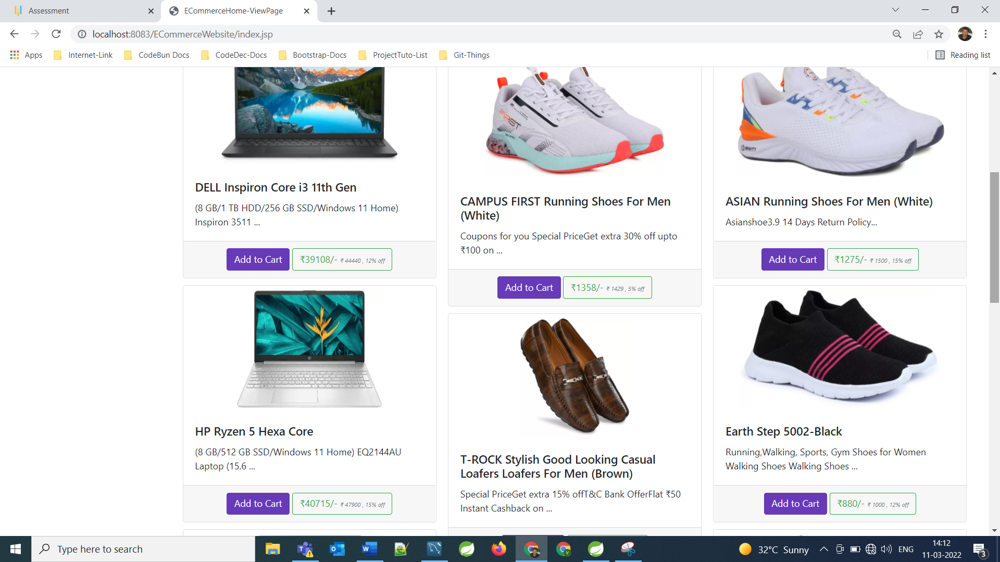 Assessment
ECommerceHome-ViewPage
localhost:8083/ECommerceWebsite/index.jsp
Apps
Internet-Link
CodeBun Docs
CodeDec-Docs
Bootstrap-Docs
ProjectTuto-List
Git-Things
Reading list
DELL Inspiron Core i3 11th Gen
(8 GB/1 TB HDD/256 GB SSD/Windows 11 Home)
Inspiron 3511 ...
Add to Cart
₹39108/- ₹ 44440 , 12% off
FIRST
CAMPUS FIRST Running Shoes For Men
(White)
Coupons for you Special PriceGet extra 30% off upto
₹100 on ...
Add to Cart
₹1358/- ₹ 1429 , 5% off
GRAVITY
ASIAN Running Shoes For Men (White)
Asianshoe3.9 14 Days Return Policy...
Add to Cart
₹1275/- ₹ 1500 , 15% off
HP Ryzen 5 Hexa Core
(8 GB/512 GB SSD/Windows 11 Home) EQ2144AU
Laptop (15.6 ...
Add to Cart
₹40715/- ₹ 47900 , 15% off
T-ROCK Stylish Good Looking Casual
Loafers Loafers For Men (Brown)
Special PriceGet extra 15% offT&C Bank OfferFlat ₹50
Instant Cashback on ...
Earth Step 5002-Black
Running,Walking, Sports, Gym Shoes for Women
Walking Shoes Walking Shoes ...
Add to Cart
₹880/- ₹ 1000 , 12% off
Type here to search
32°C Sunny
ENG
14:12
11-03-2022
3